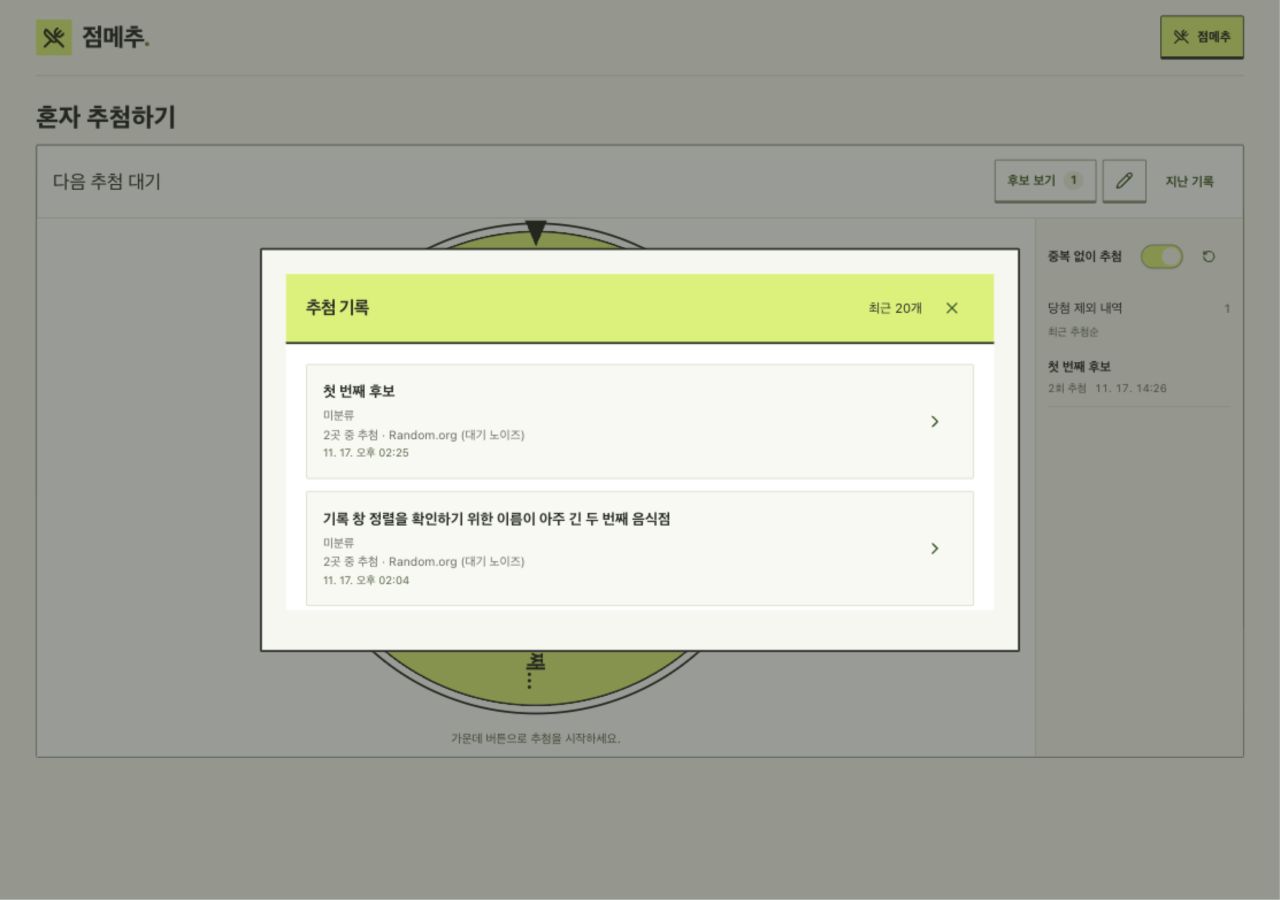 점메추.
점메추
혼자 추첨하기
다음 추첨 대기
후보 보기 1
지난 기록
중복 없이 추첨
당첨 제외 내역 1
최근 추첨순
첫 번째 후보
2회 추첨 11. 17. 14:26
추첨 기록
최근 20개
첫 번째 후보
미분류
2곳 중 추첨 · Random.org (대기 노이즈)
11. 17. 오후 02:25
기록 창 정렬을 확인하기 위한 이름이 아주 긴 두 번째 음식점
미분류
2곳 중 추첨 · Random.org (대기 노이즈)
11. 17. 오후 02:04
가운데 버튼으로 추첨을 시작하세요.